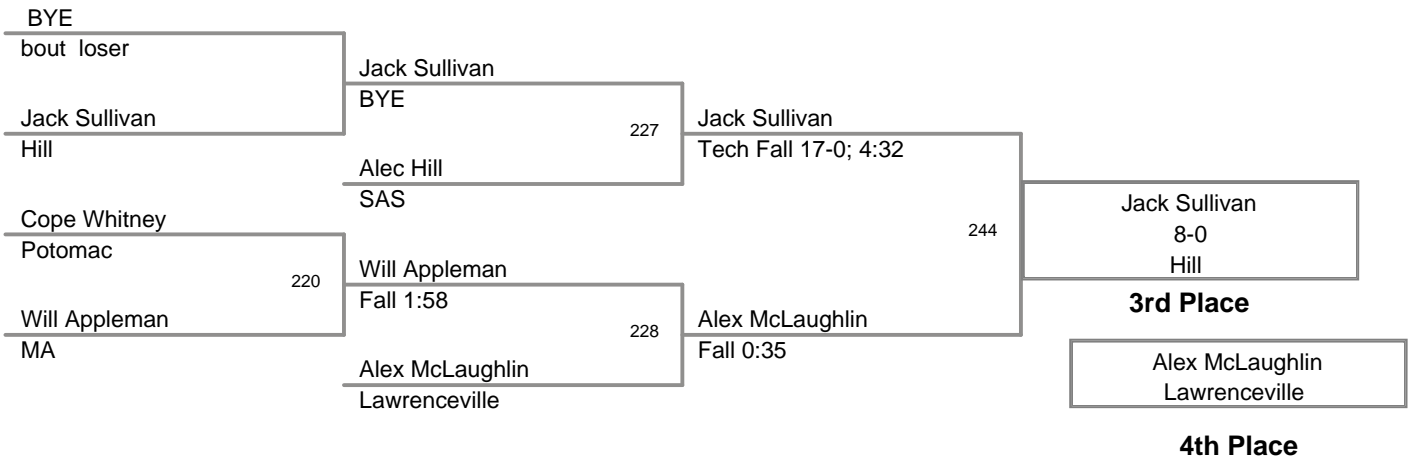 BYE
bout  loser
Jack Sullivan
BYE
Jack Sullivan
Hill
227
Jack Sullivan
Tech Fall 17-0; 4:32
Alec Hill
SAS
Cope Whitney
Potomac
220
Will Appleman
Fall 1:58
Will Appleman
MA
228
Alex McLaughlin
Fall 0:35
Alex McLaughlin
Lawrenceville
244
Jack Sullivan
8-0
Hill
3rd Place
Alex McLaughlin
Lawrenceville
4th Place